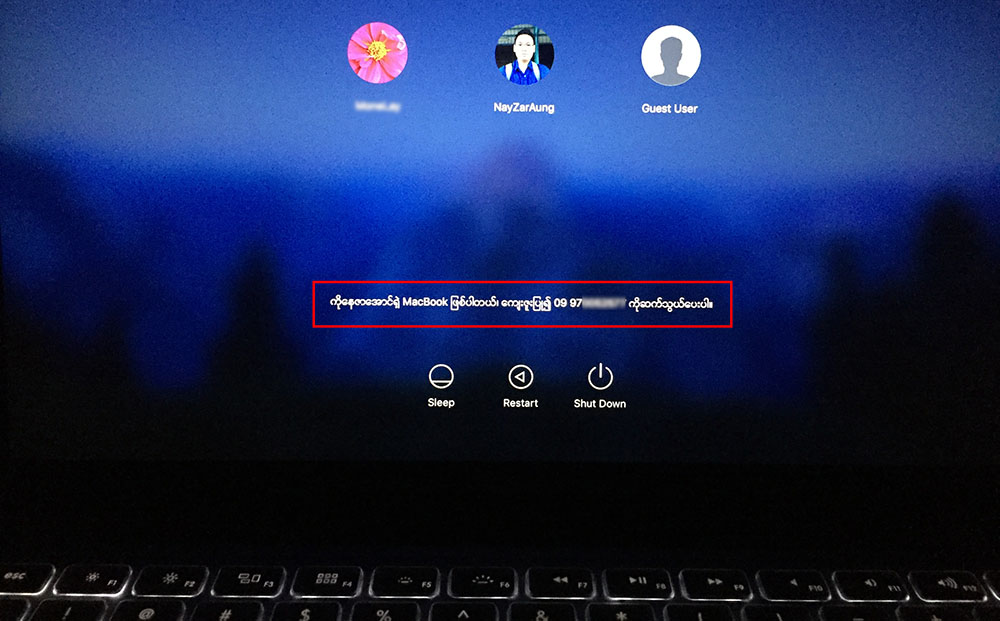 NayZarAung
Guest User
ကိုနေဇာအောင်ရဲ့ MacBook ဖြစ်ပါတယ်၊ ကျေးဇူးပြု၍ 09 97 ကိုဆက်သွယ်ပေးပါ။
Sleep
Restart
Shut Down
esc F1 F2 F3 F4 F5 F6 F7 F8 F9 F10 F11 F12
! @ # $ % ^ & *